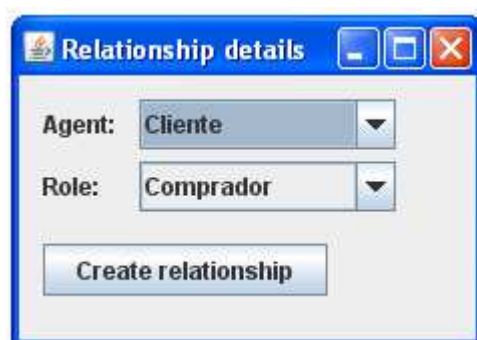 Relationship details
Agent: Cliente
Role: Comprador
Create relationship